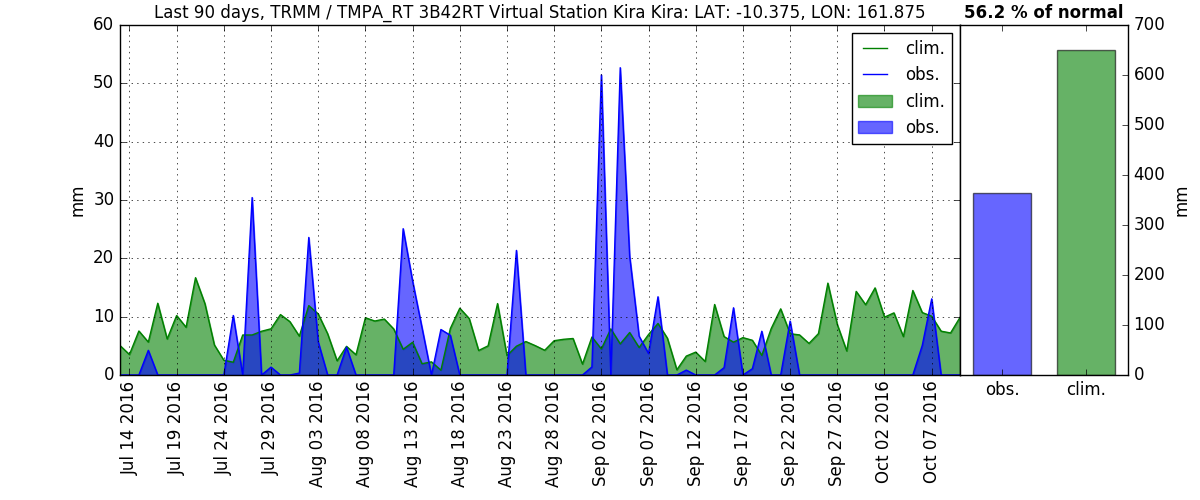 Last 90 days, TRMM / TMPA_RT 3B42RT Virtual Station Kira Kira: LAT: -10.375, LON: 161.875
56.2 % of normal
60
50
40
30
20
10
0
mm
clim.
obs.
clim.
obs.
700
600
500
400
300
200
100
0
mm
obs.
clim.
Jul 14 2016
Jul 19 2016
Jul 24 2016
Jul 29 2016
Aug 03 2016
Aug 08 2016
Aug 13 2016
Aug 18 2016
Aug 23 2016
Aug 28 2016
Sep 02 2016
Sep 07 2016
Sep 12 2016
Sep 17 2016
Sep 22 2016
Sep 27 2016
Oct 02 2016
Oct 07 2016